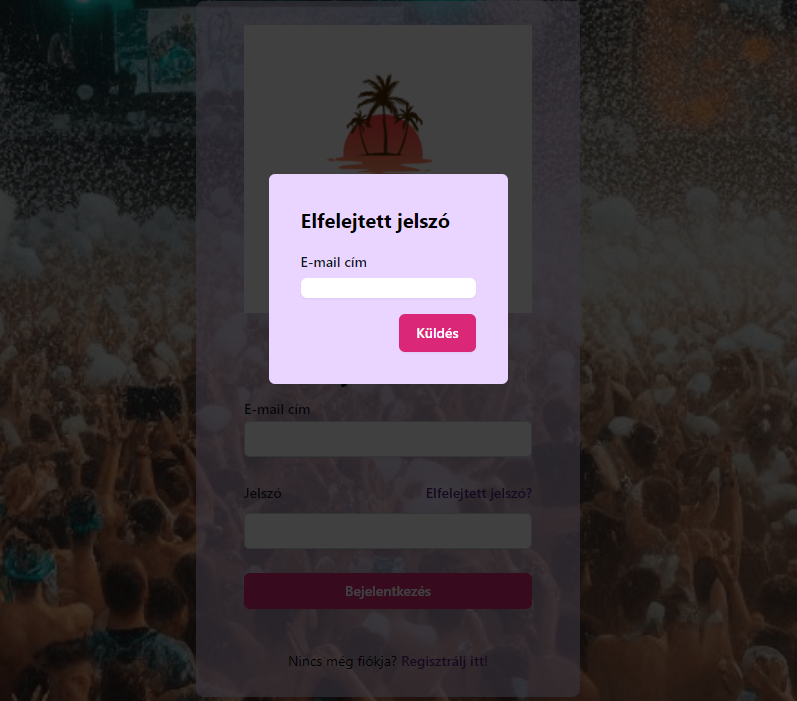 Elfelejtett jelszó
E-mail cím
Küldés
E-mail cím
Jelszó
Elfelejtett jelszó?
Bejelentkezés
Nincs még fiókja? Regisztrálj itt!